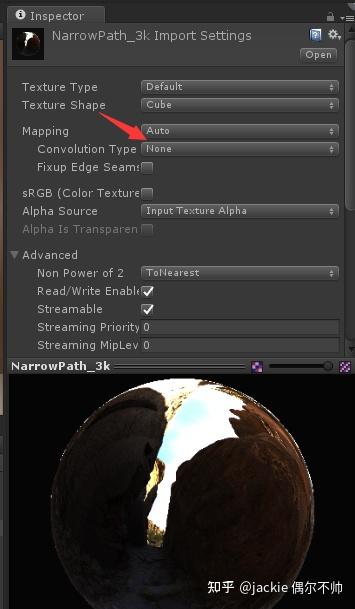 Inspector
NarrowPath_3k Import Settings
Open
Texture Type Default
Texture Shape Cube
Mapping Auto
Convolution Type None
Fixup Edge Seams
sRGB (Color Texture
Alpha Source Input Texture Alpha
Alpha Is Transparen
Advanced
Non Power of 2 ToNearest
Read/Write Enable
Streamable
Streaming Priority 0
Streaming MipLev 0
NarrowPath_3k
知乎 @jackie 偶尔不帅